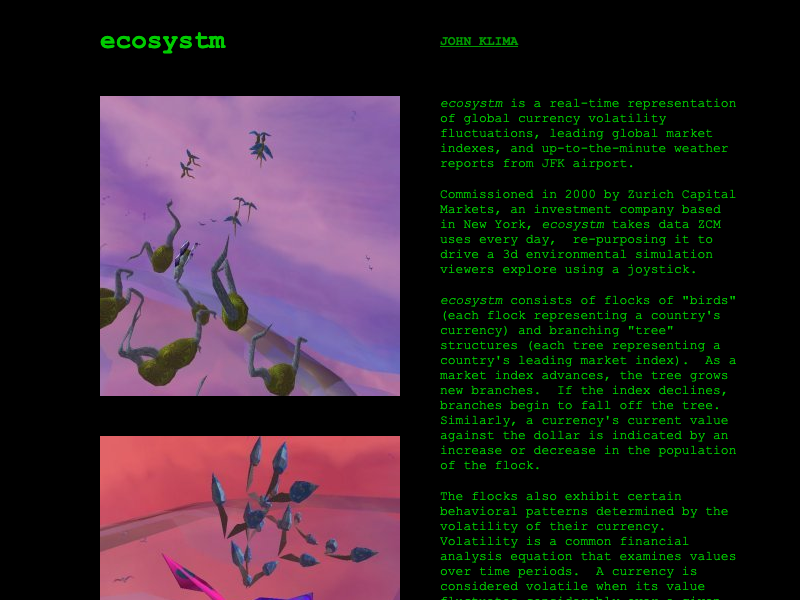 ecosystm
JOHN KLIMA
ecosystm is a real-time representation
of global currency volatility
fluctuations, leading global market
indexes, and up-to-the-minute weather
reports from JFK airport.
Commissioned in 2000 by Zurich Capital
Markets, an investment company based
in New York, ecosystm takes data ZCM
uses every day,  re-purposing it to
drive a 3d environmental simulation
viewers explore using a joystick.
ecosystm consists of flocks of "birds"
(each flock representing a country's
currency) and branching "tree"
structures (each tree representing a
country's leading market index).  As a
market index advances, the tree grows
new branches.  If the index declines,
branches begin to fall off the tree.
Similarly, a currency's current value
against the dollar is indicated by an
increase or decrease in the population
of the flock.
The flocks also exhibit certain
behavioral patterns determined by the
volatility of their currency.
Volatility is a common financial
analysis equation that examines values
over time periods.  A currency is
considered volatile when its value